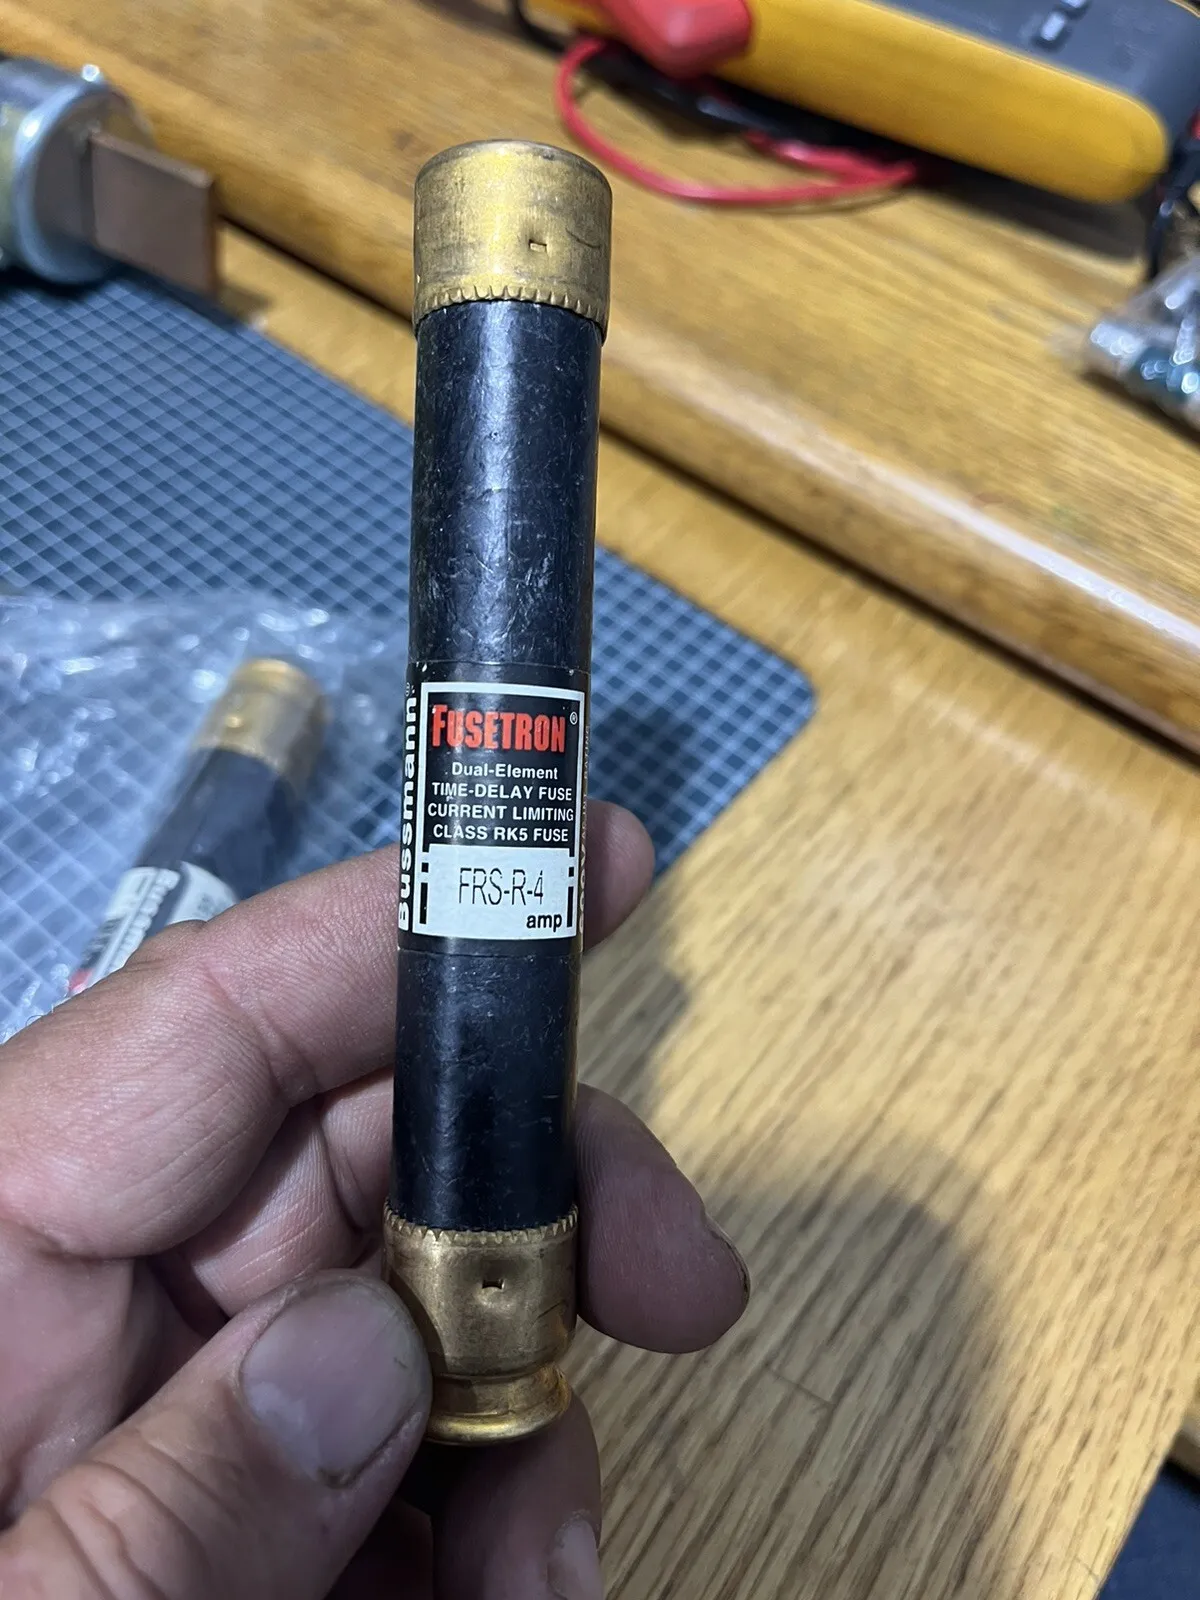 FUSETRON®
Dual-Element
TIME-DELAY FUSE
CURRENT LIMITING
CLASS RK5 FUSE
FRS-R-4
amp
Bussmann®